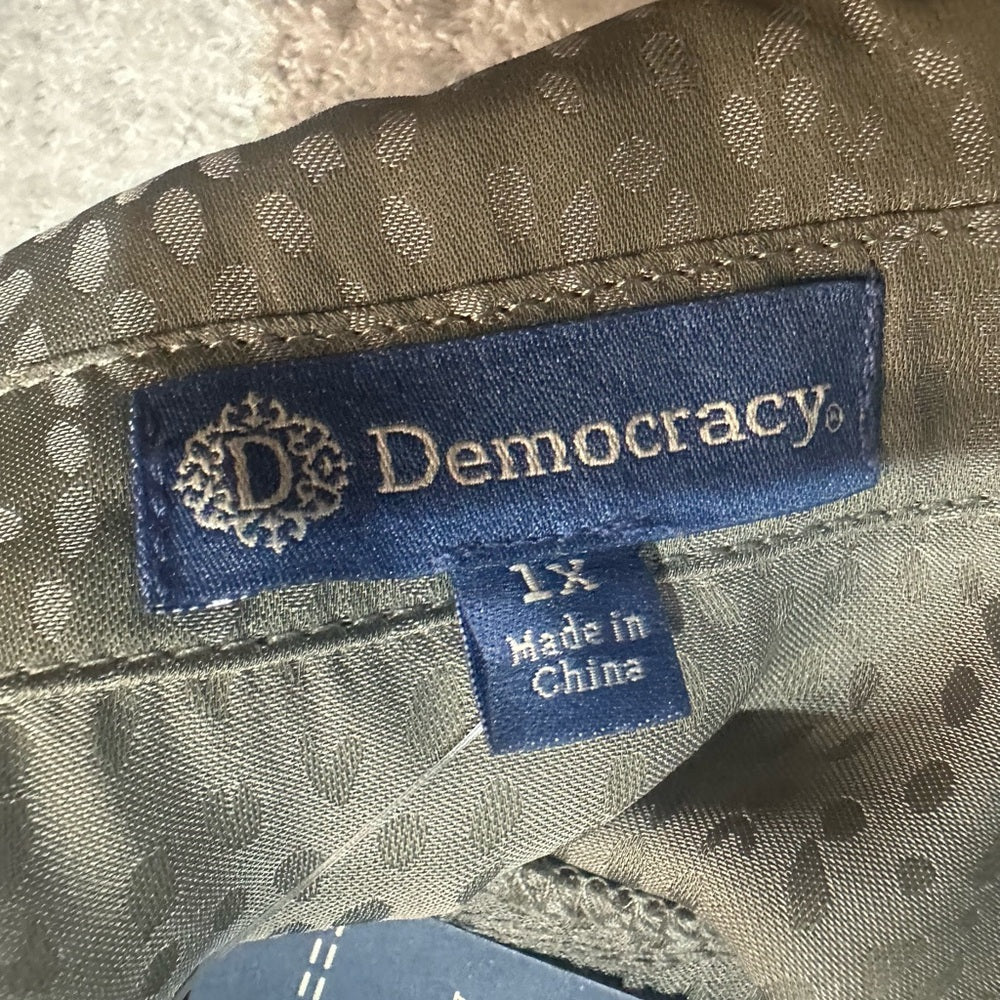 D Democracy®
1X
Made in
China